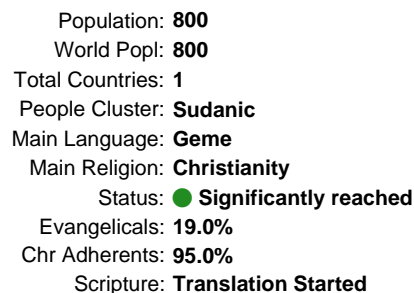 Population: 800
World Popl: 800
Total Countries: 1
People Cluster: Sudanic
Main Language: Geme
Main Religion: Christianity
Status: Significantly reached
Evangelicals: 19.0%
Chr Adherents: 95.0%
Scripture: Translation Started